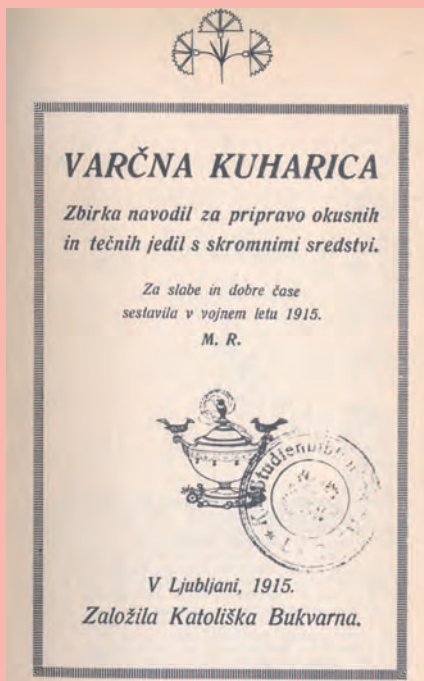 VARČNA KUHARICA
Zbirka navodil za pripravo okusnih
in tečnih jedil s skromnimi sredstvi.
Za slabe in dobre čase
sestavila v vojnem letu 1915.
M. R.
V Ljubljani, 1915.
Založila Katoliška Bukvarna.